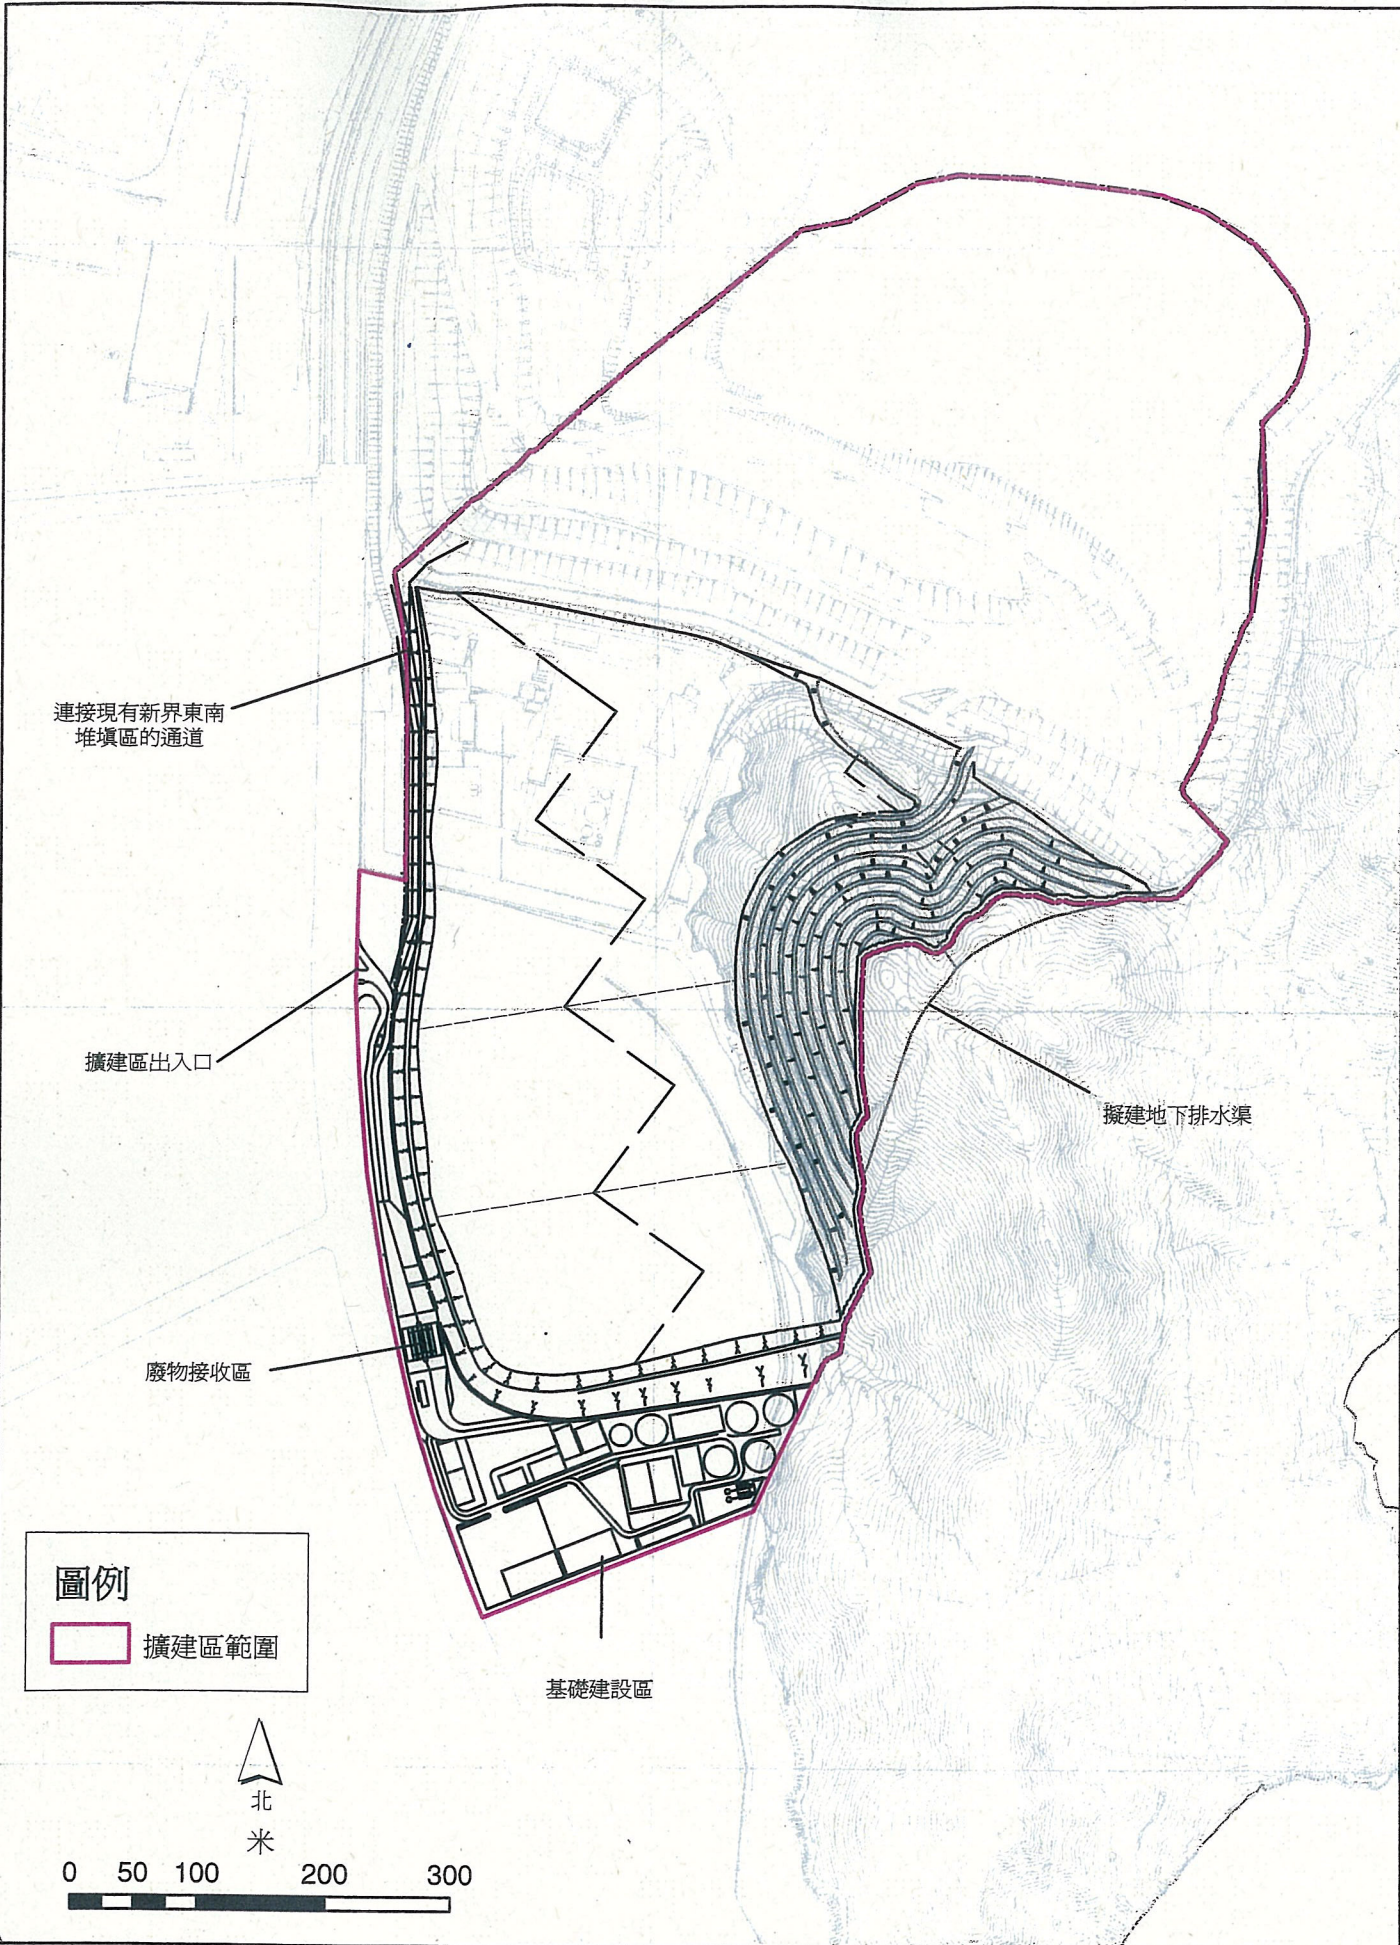 連接現有新界東南
堆塡區的通道
擴建區出入口
擬建地下排水渠
廢物接收區
圖例
擴建區範圍
基礎建設區
北
米
0 50 100 200 300